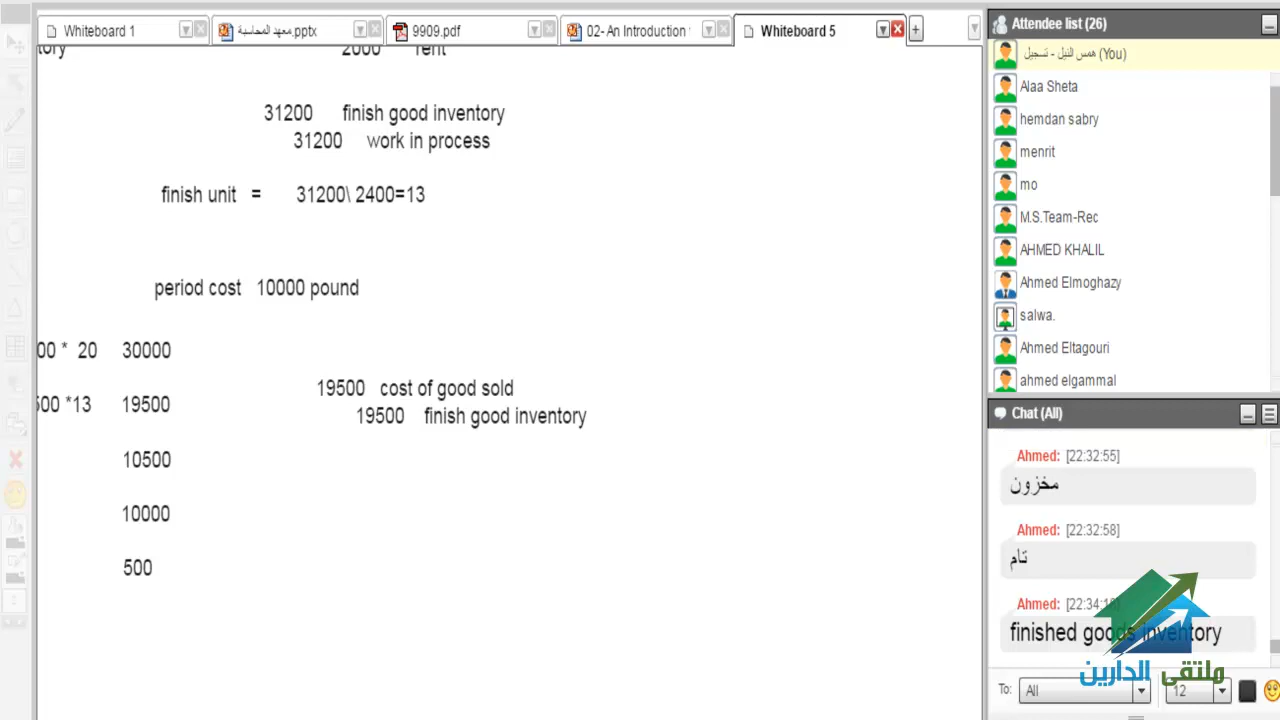 Whiteboard 1
معهد المحاسبة.pptx
9909.pdf
02- An Introduction
Whiteboard 5
2000 rent
31200 finish good inventory
31200 work in process
finish unit = 31200\ 2400=13
period cost 10000 pound
00 * 20 30000
19500 cost of good sold
500 *13 19500
19500 finish good inventory
10500
10000
500
Attendee list (26)
همس النيل - تسجيل (You)
Alaa Sheta
hemdan sabry
menrit
mo
M.S.Team-Rec
AHMED KHALIL
Ahmed Elmoghazy
salwa.
Ahmed Eltagouri
ahmed elgammal
Chat (All)
Ahmed: [22:32:55]
مخزون
Ahmed: [22:32:58]
تام
Ahmed: [22:34:16]
finished goods inventory
ملتقى الدارين
To: All 12